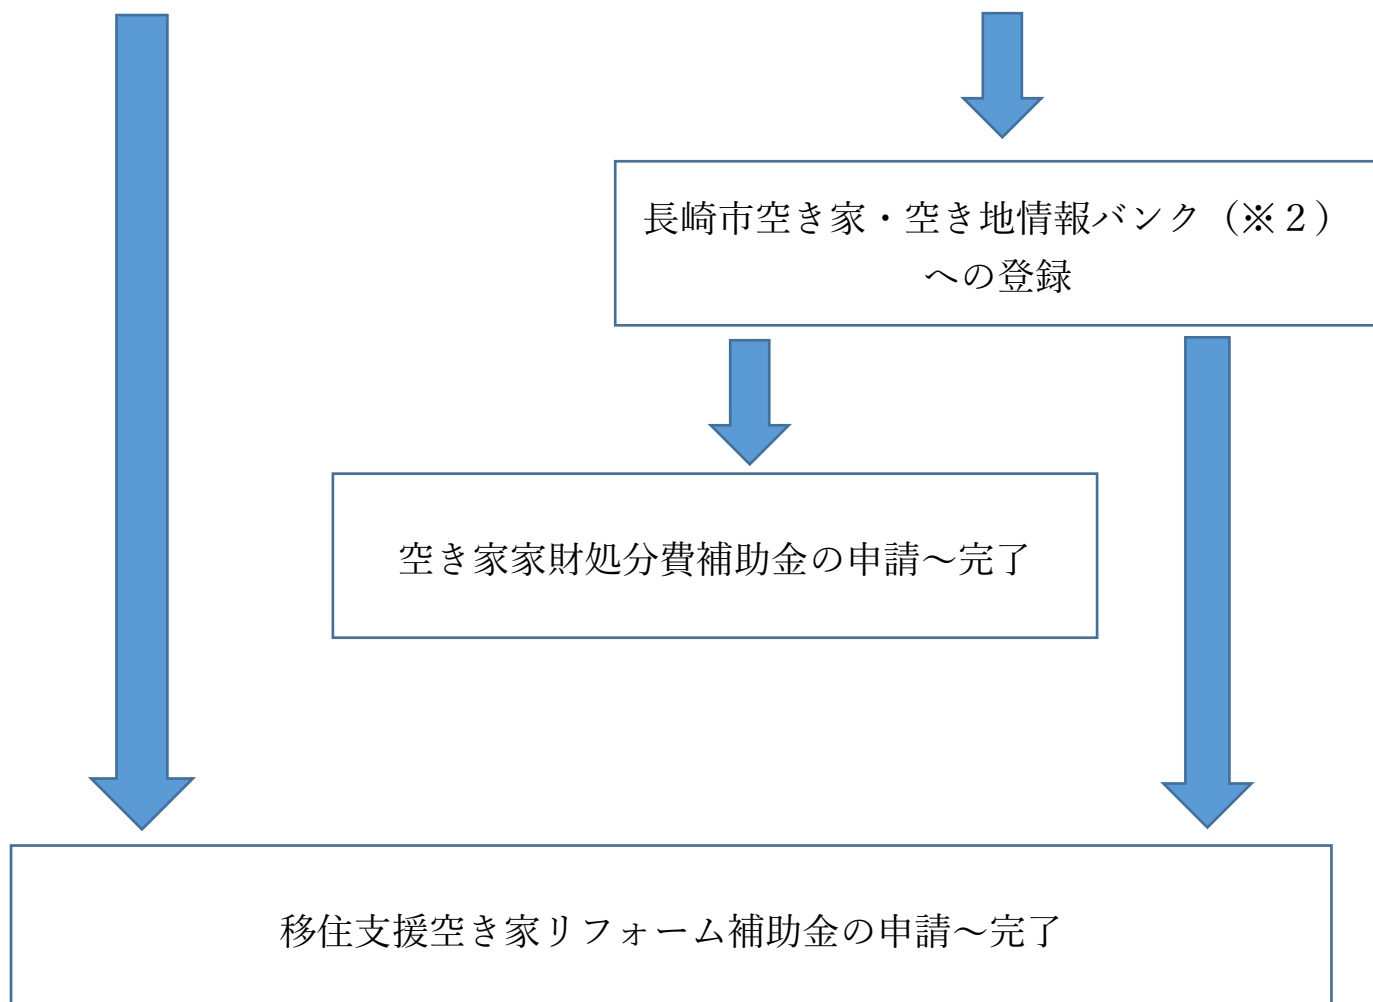 長崎市空き家・空き地情報バンク（※２）
への登録
空き家家財処分費補助金の申請～完了
移住支援空き家リフォーム補助金の申請～完了